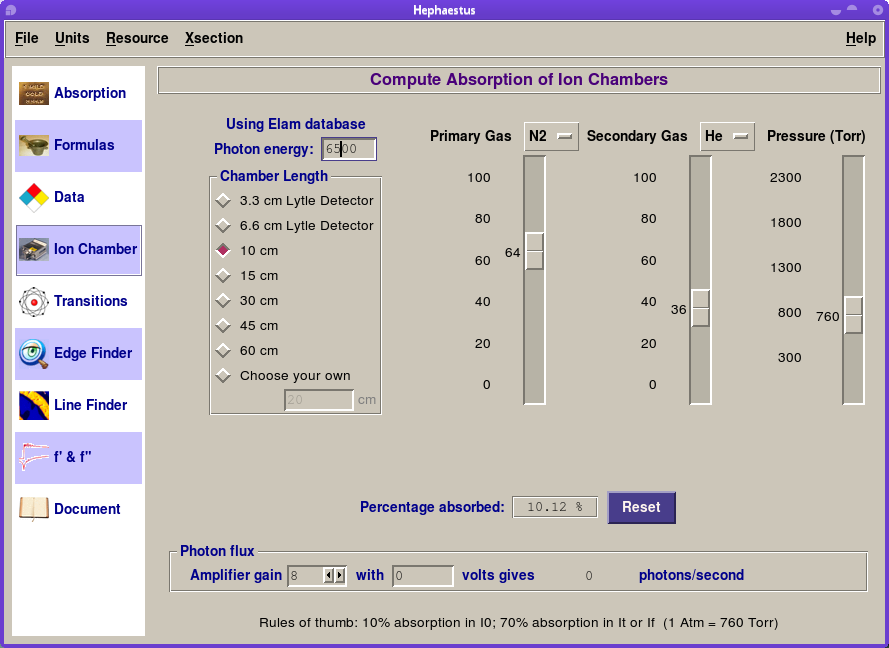 Hephaestus
File Units Resource Xsection Help
Compute Absorption of Ion Chambers
Absorption
Formulas
Data
Ion Chamber
Transitions
Edge Finder
Line Finder
f' & f"
Document
Using Elam database
Photon energy: 6500
Chamber Length
3.3 cm Lytle Detector
6.6 cm Lytle Detector
10 cm
15 cm
30 cm
45 cm
60 cm
Choose your own
20 cm
Primary Gas N2
100
80
64
60
40
20
0
Secondary Gas He
100
80
60
40
36
20
0
Pressure (Torr)
2300
1800
1300
800
760
300
Percentage absorbed: 10.12 % Reset
Photon flux
Amplifier gain 8 with 0 volts gives 0 photons/second
Rules of thumb: 10% absorption in I0; 70% absorption in It or If (1 Atm = 760 Torr)